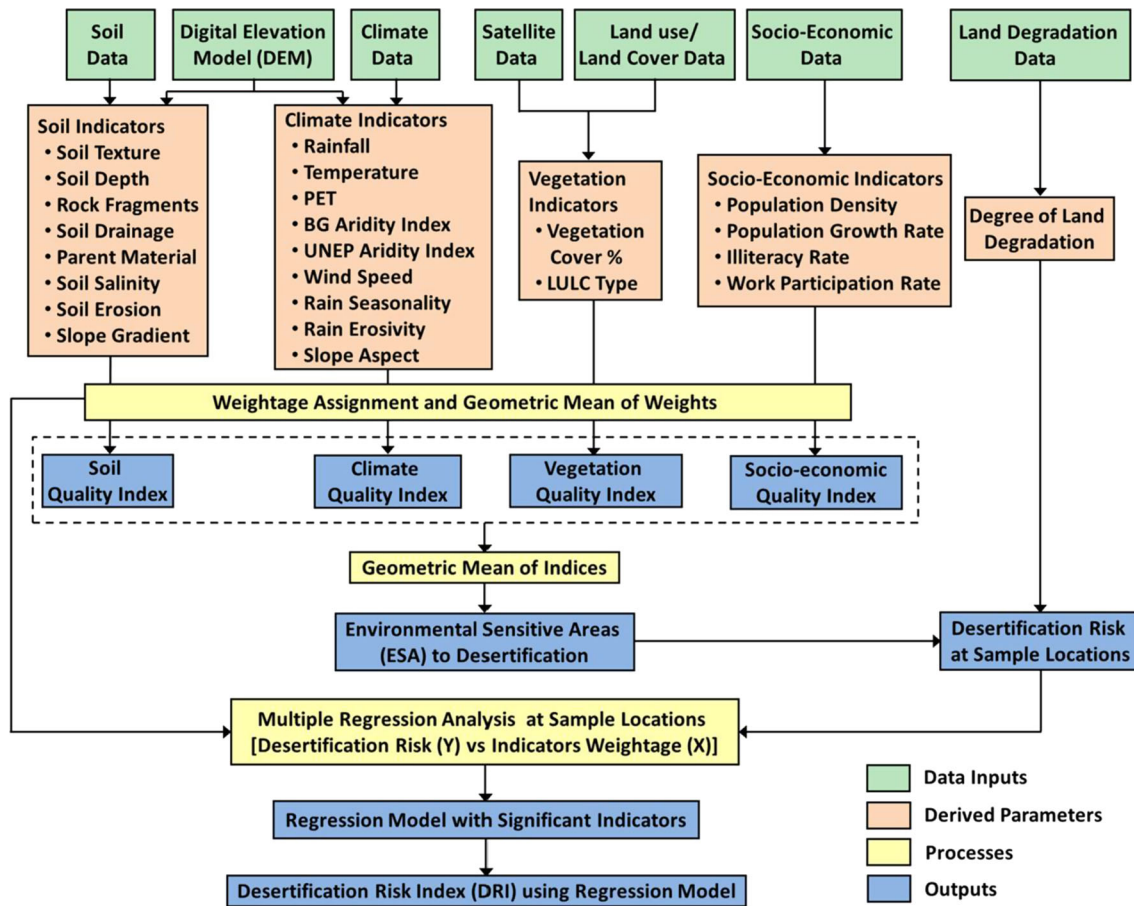 Soil
Data
Digital Elevation
Model (DEM)
Climate
Data
Satellite
Data
Land use/
Land Cover Data
Socio-Economic
Data
Land Degradation
Data
Soil Indicators
• Soil Texture
• Soil Depth
• Rock Fragments
• Soil Drainage
• Parent Material
• Soil Salinity
• Soil Erosion
• Slope Gradient
Climate Indicators
• Rainfall
• Temperature
• PET
• BG Aridity Index
• UNEP Aridity Index
• Wind Speed
• Rain Seasonality
• Rain Erosivity
• Slope Aspect
Vegetation
Indicators
• Vegetation
Cover %
• LULC Type
Socio-Economic Indicators
• Population Density
• Population Growth Rate
• Illiteracy Rate
• Work Participation Rate
Degree of Land
Degradation
Weightage Assignment and Geometric Mean of Weights
Soil
Quality Index
Climate
Quality Index
Vegetation
Quality Index
Socio-economic
Quality Index
Geometric Mean of Indices
Environmental Sensitive Areas
(ESA) to Desertification
Desertification Risk
at Sample Locations
Multiple Regression Analysis at Sample Locations
[Desertification Risk (Y) vs Indicators Weightage (X)]
Regression Model with Significant Indicators
Desertification Risk Index (DRI) using Regression Model
Data Inputs
Derived Parameters
Processes
Outputs